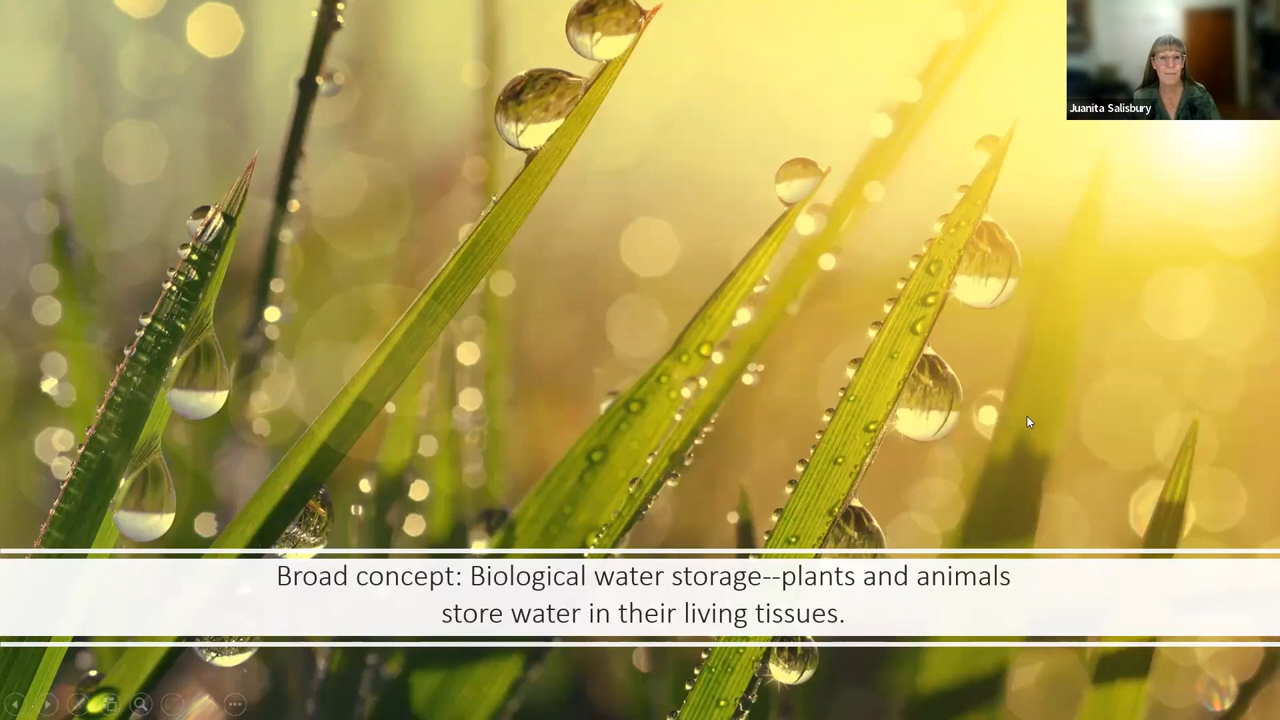 Juanita Salisbury
Broad concept: Biological water storage--plants and animals
store water in their living tissues.